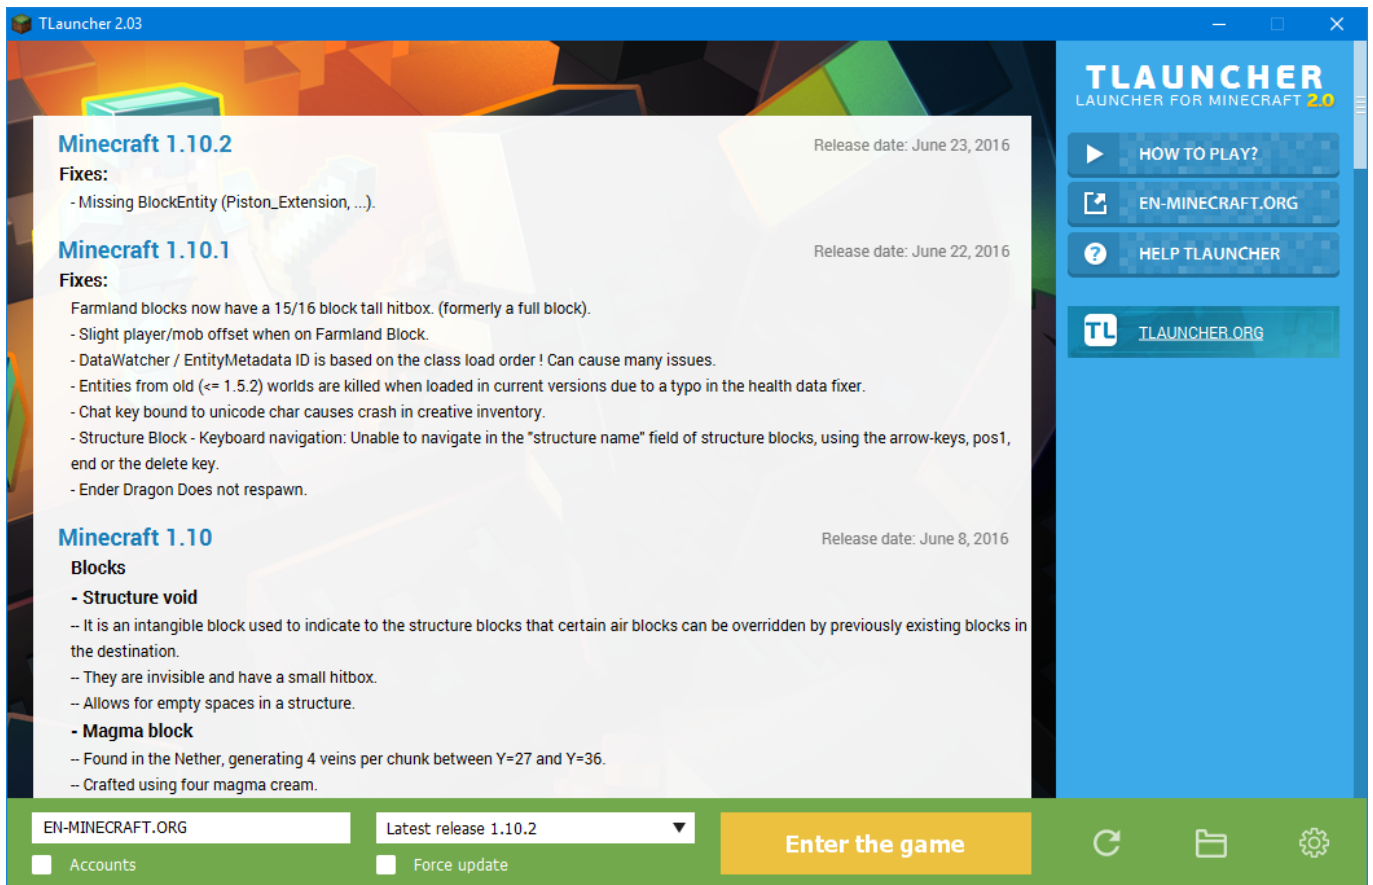 TLauncher 2.03
Minecraft 1.10.2
Release date: June 23, 2016
Fixes:
- Missing BlockEntity (Piston_Extension, ...).
Minecraft 1.10.1
Release date: June 22, 2016
Fixes:
Farmland blocks now have a 15/16 block tall hitbox. (formerly a full block).
- Slight player/mob offset when on Farmland Block.
- DataWatcher / EntityMetadata ID is based on the class load order ! Can cause many issues.
- Entities from old (<= 1.5.2) worlds are killed when loaded in current versions due to a typo in the health data fixer.
- Chat key bound to unicode char causes crash in creative inventory.
- Structure Block - Keyboard navigation: Unable to navigate in the "structure name" field of structure blocks, using the arrow-keys, pos1,
end or the delete key.
- Ender Dragon Does not respawn.
Minecraft 1.10
Release date: June 8, 2016
Blocks
- Structure void
-- It is an intangible block used to indicate to the structure blocks that certain air blocks can be overridden by previously existing blocks in
the destination.
-- They are invisible and have a small hitbox.
-- Allows for empty spaces in a structure.
- Magma block
-- Found in the Nether, generating 4 veins per chunk between Y=27 and Y=36.
-- Crafted using four magma cream.
TLAUNCHER
LAUNCHER FOR MINECRAFT 2.0
HOW TO PLAY?
EN-MINECRAFT.ORG
HELP TLAUNCHER
TL TLAUNCHER.ORG
EN-MINECRAFT.ORG
Latest release 1.10.2
Enter the game
Accounts
Force update